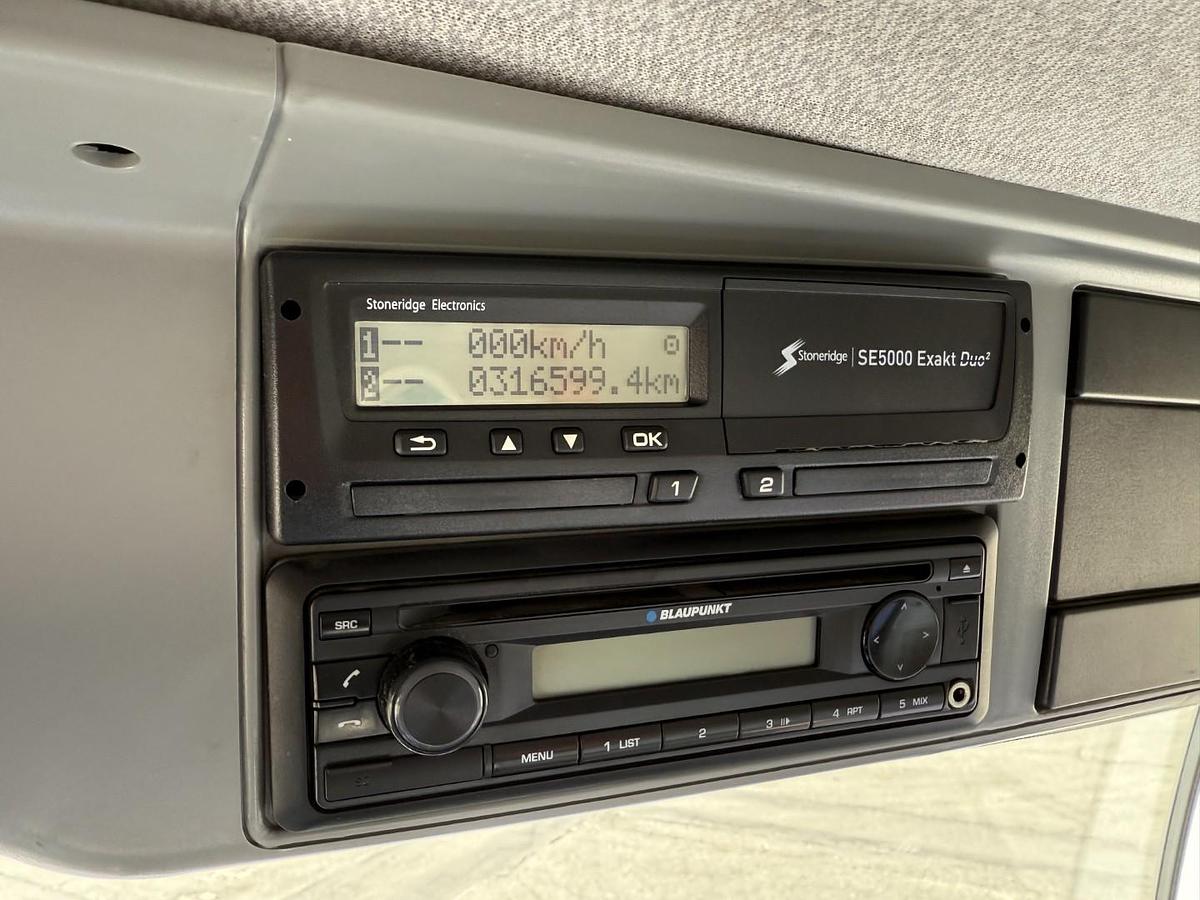 Stoneridge Electronics
1-- 000km/h
2-- 0316599.4km
Stoneridge SE5000 Exakt Duo²
OK
1 2
BLAUPUNKT
SRC
MENU 1 LIST 2 3 4 RPT 5 MIX